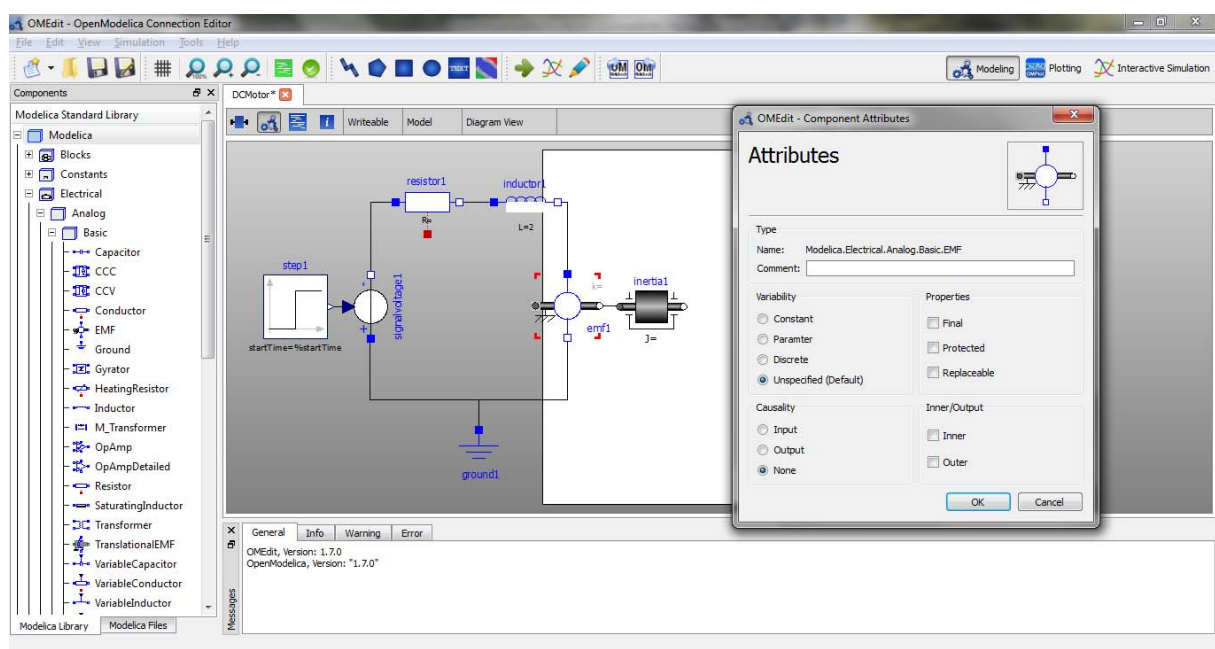 OMEdit - OpenModelica Connection Editor
File Edit View Simulation Tools Help
100% TEXT OM OM Modeling Plotting Interactive Simulation
Components
Modelica Standard Library
Modelica
Blocks
Constants
Electrical
Analog
Basic
Capacitor
CCC
CCV
Conductor
EMF
Ground
Gyrator
HeatingResistor
Inductor
M_Transformer
OpAmp
OpAmpDetailed
Resistor
SaturatingInductor
Transformer
TranslationalEMF
VariableCapacitor
VariableConductor
VariableInductor
Modelica Library Modelica Files
DCMotor*
Writeable Model Diagram View
resistor1
R=
inductor1
L=2
step1
startTime=%startTime
-
+
signalvoltage1
k=
emf1
inertia1
J=
ground1
OMEdit - Component Attributes
Attributes
Type
Name: Modelica.Electrical.Analog.Basic.EMF
Comment:
Variability
Constant
Paramter
Discrete
Unspecified (Default)
Properties
Final
Protected
Replaceable
Causality
Input
Output
None
Inner/Output
Inner
Outer
OK Cancel
Messages
General Info Warning Error
OMEdit, Version: 1.7.0
OpenModelica, Version: "1.7.0"